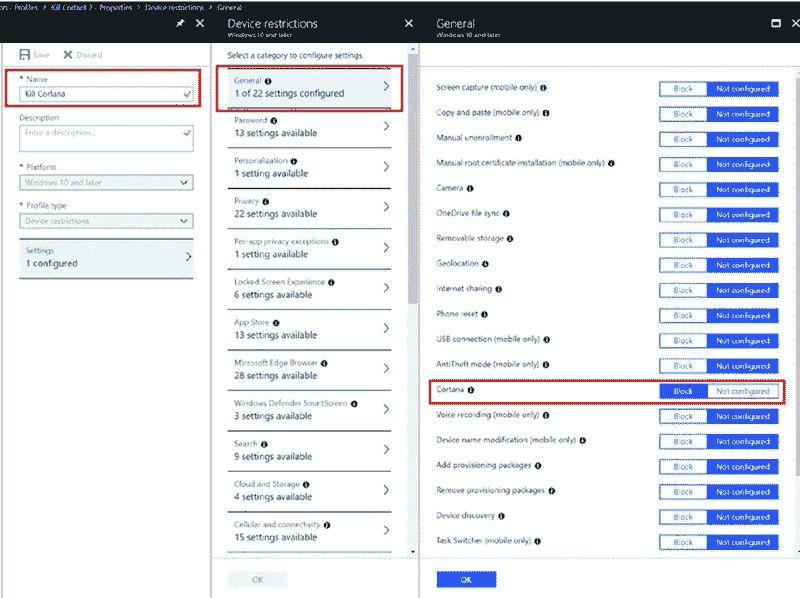 on - Profiles > Kill Cortact 2 - Properties > Device restrictions > General
Save
Discard
* Name
Kill Cortana
Description
Enter a description...
* Platform
Windows 10 and later
* Profile type
Device restrictions
Settings
1 configured
Device restrictions
Windows 10 and later
Select a category to configure settings.
General
1 of 22 settings configured
Password
13 settings available
Personalization
1 setting available
Privacy
22 settings available
Per-app privacy exceptions
1 setting available
Locked Screen Experience
6 settings available
App Store
13 settings available
Microsoft Edge Browser
28 settings available
Windows Defender SmartScreen
3 settings available
Search
9 settings available
Cloud and Storage
4 settings available
Cellular and connectivity
15 settings available
OK
General
Windows 10 and later
Screen capture (mobile only) Block Not configured
Copy and paste (mobile only) Block Not configured
Manual unenrollment Block Not configured
Manual root certificate installation (mobile only) Block Not configured
Camera Block Not configured
OneDrive file sync Block Not configured
Removable storage Block Not configured
Geolocation Block Not configured
Internet sharing Block Not configured
Phone reset Block Not configured
USB connection (mobile only) Block Not configured
AntiTheft mode (mobile only) Block Not configured
Cortana Block Not configured
Voice recording (mobile only) Block Not configured
Device name modification (mobile only) Block Not configured
Add provisioning packages Block Not configured
Remove provisioning packages Block Not configured
Device discovery Block Not configured
Task Switcher (mobile only) Block Not configured
OK